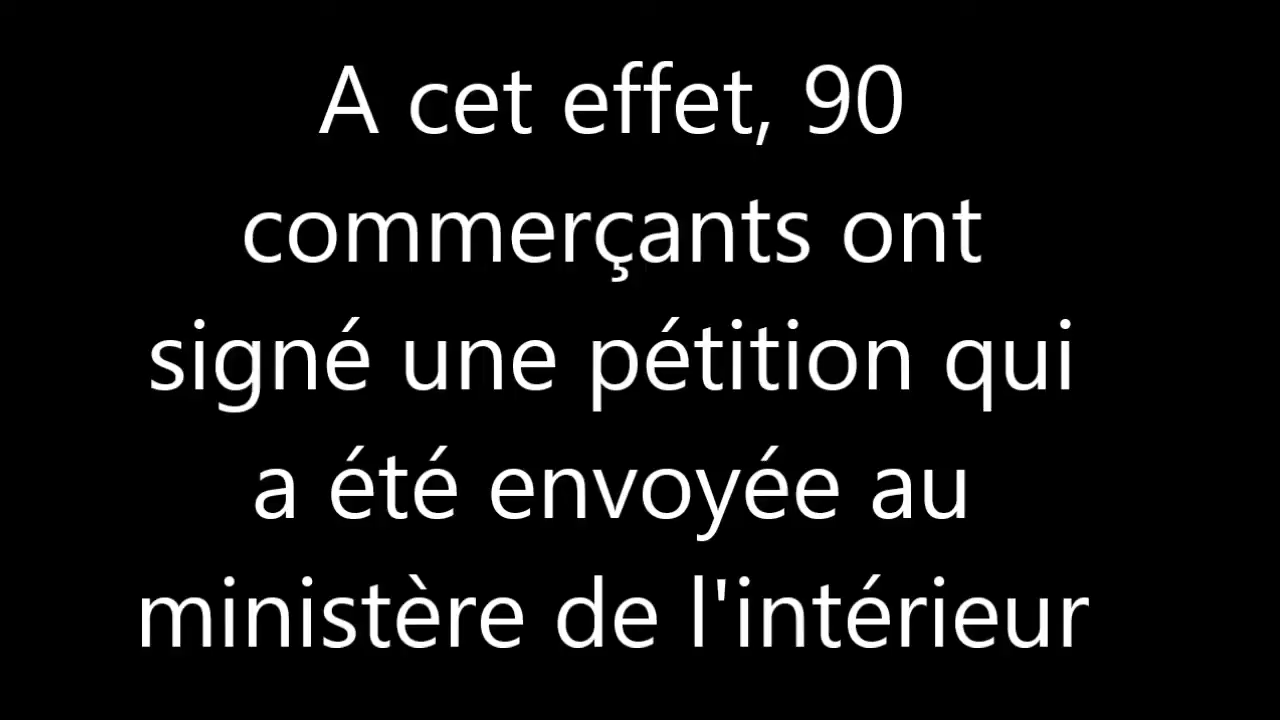 A cet effet, 90
commerçants ont
signé une pétition qui
a été envoyée au
ministère de l'intérieur